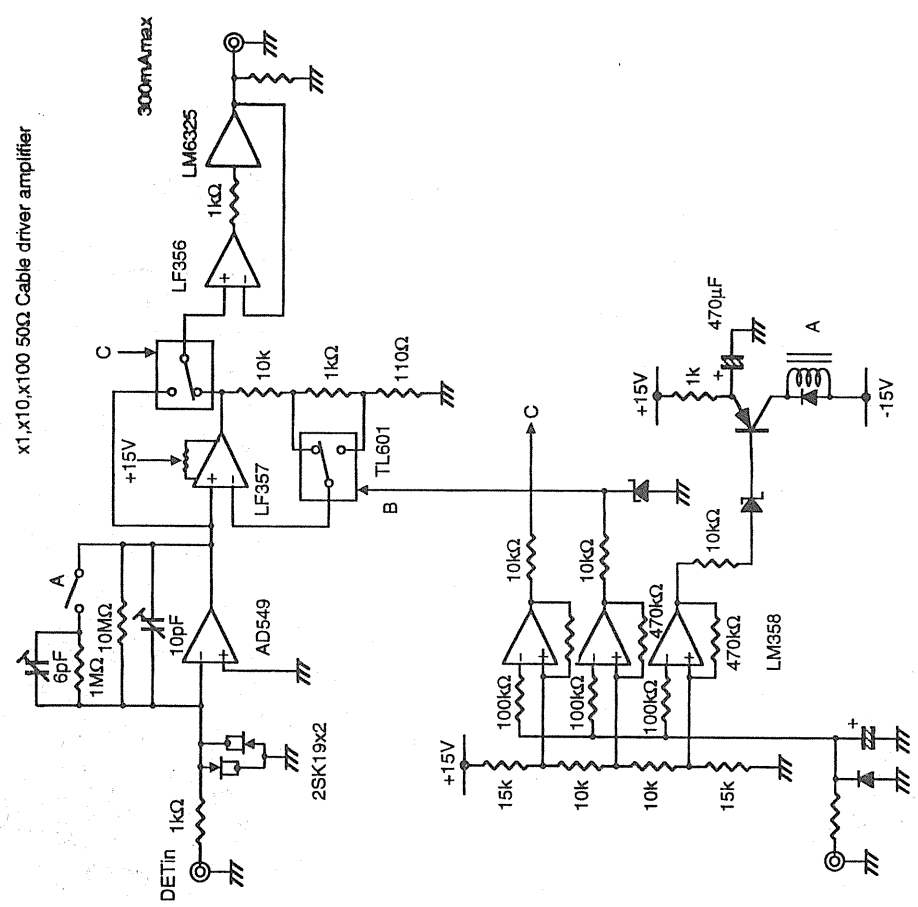 x1,x10,x100 50Ω Cable driver amplifier
DETin
1kΩ
2SK19x2
6pF
1MΩ
A
10MΩ
10pF
AD549
+15V
LF357
C
10k
1kΩ
110Ω
TL601
B
LF356
1kΩ
LM6325
300mAmax
+15V
15k
10k
10k
15k
100kΩ
100kΩ
100kΩ
10kΩ
C
10kΩ
470kΩ
470kΩ
LM358
10kΩ
+15V
1k
470μF
+
A
-15V
+